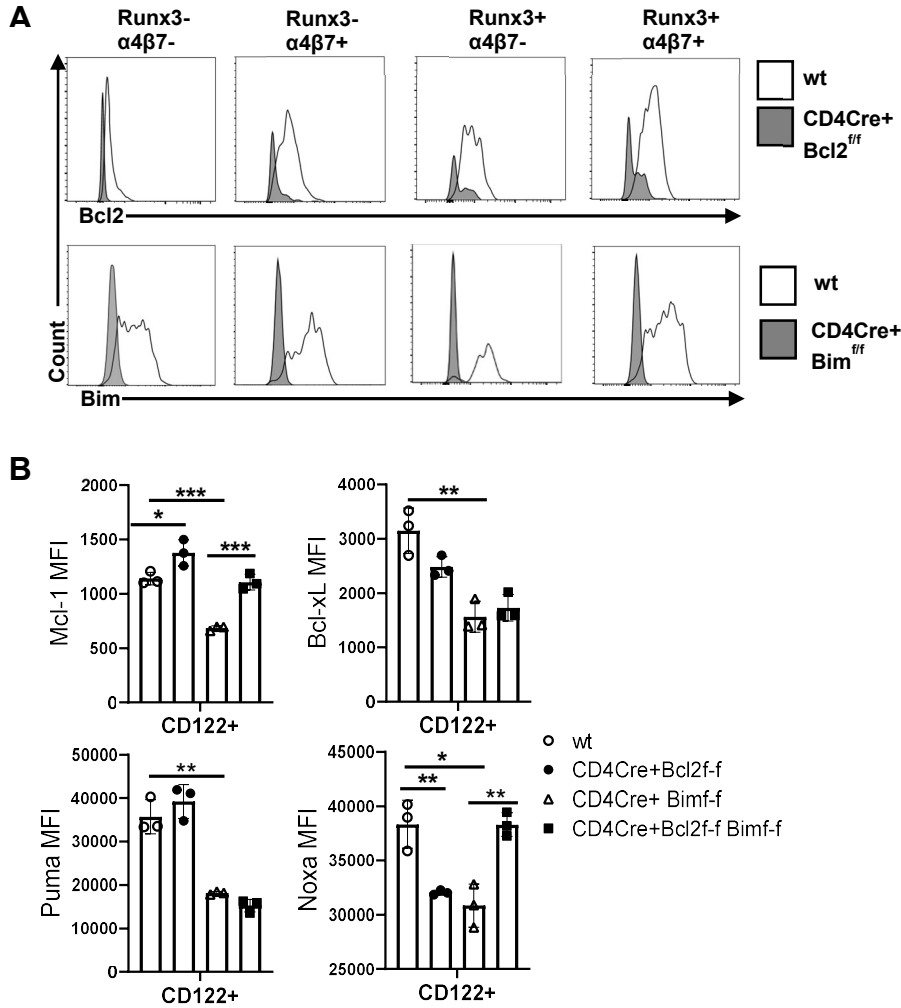 A
Runx3-
α4β7-
Runx3-
α4β7+
Runx3+
α4β7-
Runx3+
α4β7+
wt
CD4Cre+
Bcl2f/f
Bcl2
wt
CD4Cre+
Bimf/f
Count
Bim
B
Mcl-1 MFI
2000
1500
1000
500
0
***
*
***
CD122+
Bcl-xL MFI
4000
3000
2000
1000
0
**
CD122+
Puma MFI
50000
40000
30000
20000
10000
0
**
CD122+
Noxa MFI
45000
40000
35000
30000
25000
*
**
**
CD122+
wt
CD4Cre+Bcl2f-f
CD4Cre+ Bimf-f
CD4Cre+Bcl2f-f Bimf-f